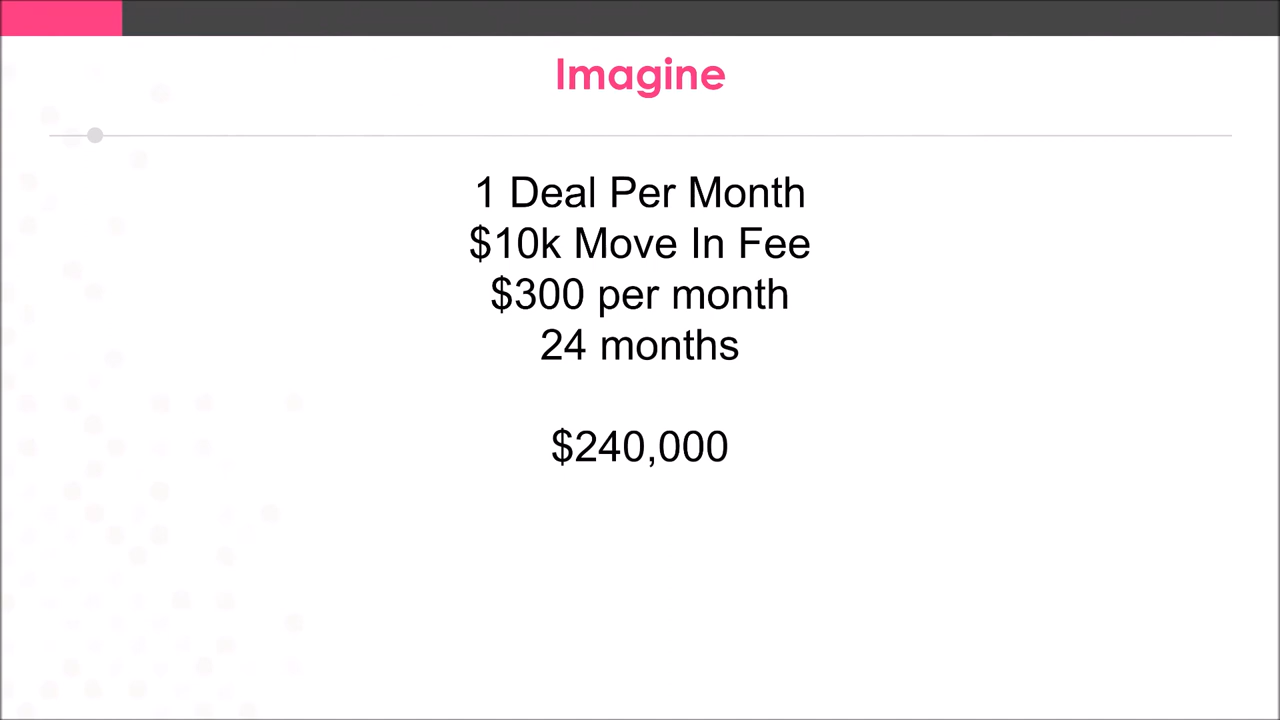 Imagine
1 Deal Per Month
$10k Move In Fee
$300 per month
24 months
$240,000